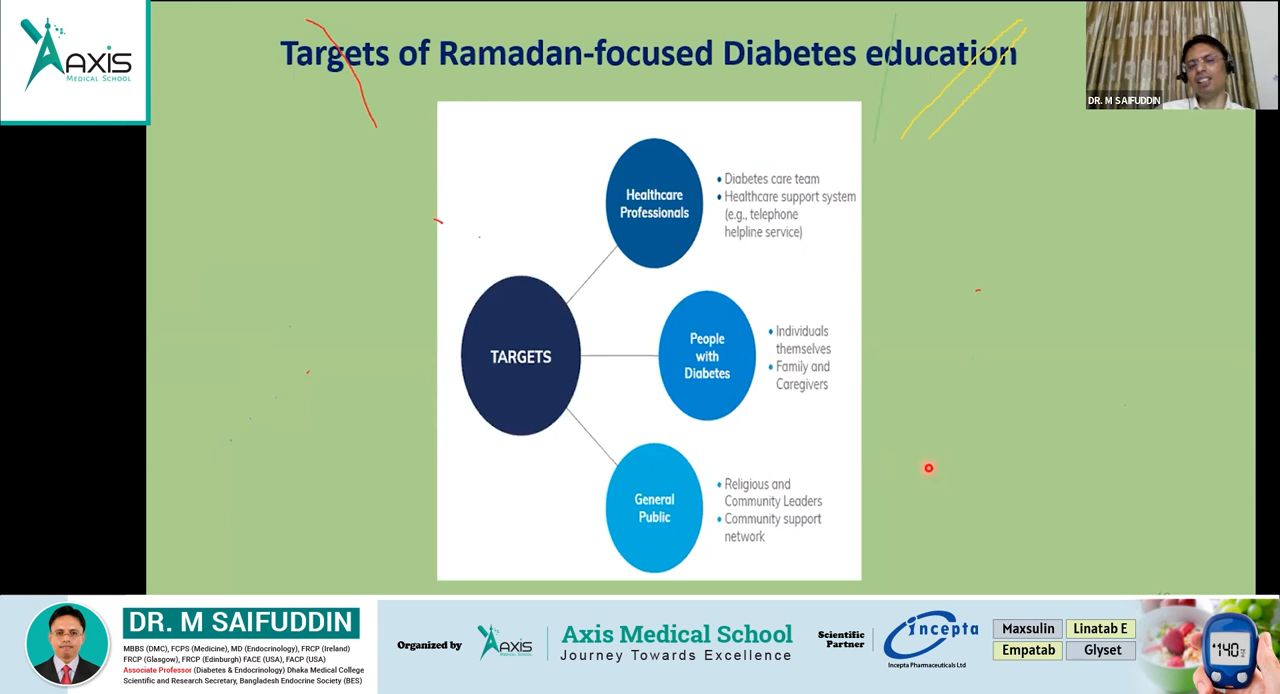 AXIS
MEDICAL SCHOOL
Targets of Ramadan-focused Diabetes education
DR. M SAIFUDDIN
Healthcare
Professionals
• Diabetes care team
• Healthcare support system
(e.g., telephone
helpline service)
TARGETS
People
with
Diabetes
• Individuals
themselves
• Family and
Caregivers
General
Public
• Religious and
Community Leaders
• Community support
network
DR. M SAIFUDDIN
MBBS (DMC), FCPS (Medicine), MD (Endocrinology), FRCP (Ireland)
FRCP (Glasgow), FRCP (Edinburgh) FACE (USA), FACP (USA)
Associate Professor (Diabetes & Endocrinology) Dhaka Medical College
Scientific and Research Secretary, Bangladesh Endocrine Society (BES)
Organized by
AXIS
MEDICAL SCHOOL
Axis Medical School
Journey Towards Excellence
Scientific
Partner
incepta
Incepta Pharmaceuticals Ltd
Maxsulin
Linatab E
Empatab
Glyset
140